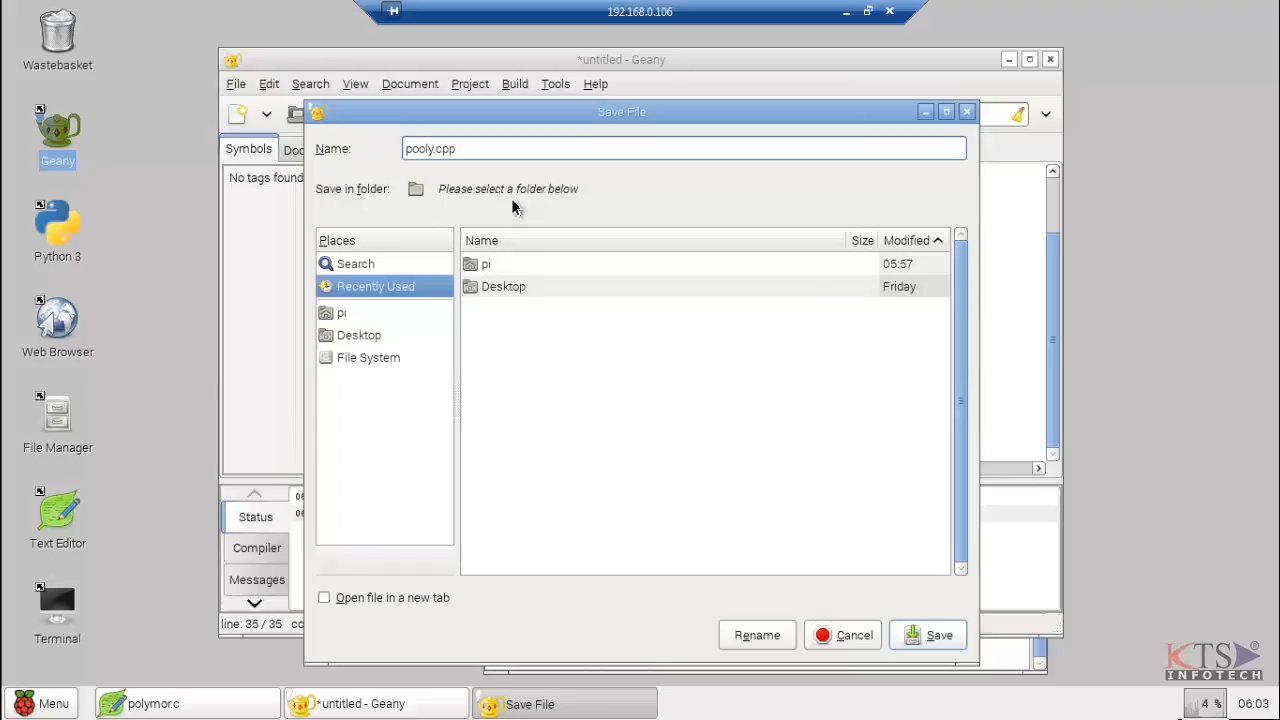 192.168.0.106
Wastebasket
Geany
Python 3
Web Browser
File Manager
Text Editor
Terminal
*untitled - Geany
File Edit Search View Document Project Build Tools Help
Save File
Symbols
Name: pooly.cpp
No tags found
Save in folder: Please select a folder below
Places
Name Size Modified
Search
pi 05:57
Recently Used
Desktop Friday
pi
Desktop
File System
Status
Compiler
Messages
Open file in a new tab
line: 35 / 35
Rename Cancel Save
KTS®
INFOTECH
Menu polymor.c *untitled - Geany Save File 4 % 06:03